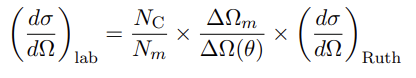 (dσ/dΩ)_lab = N_C/N_m × ΔΩ_m/ΔΩ(θ) × (dσ/dΩ)_Ruth